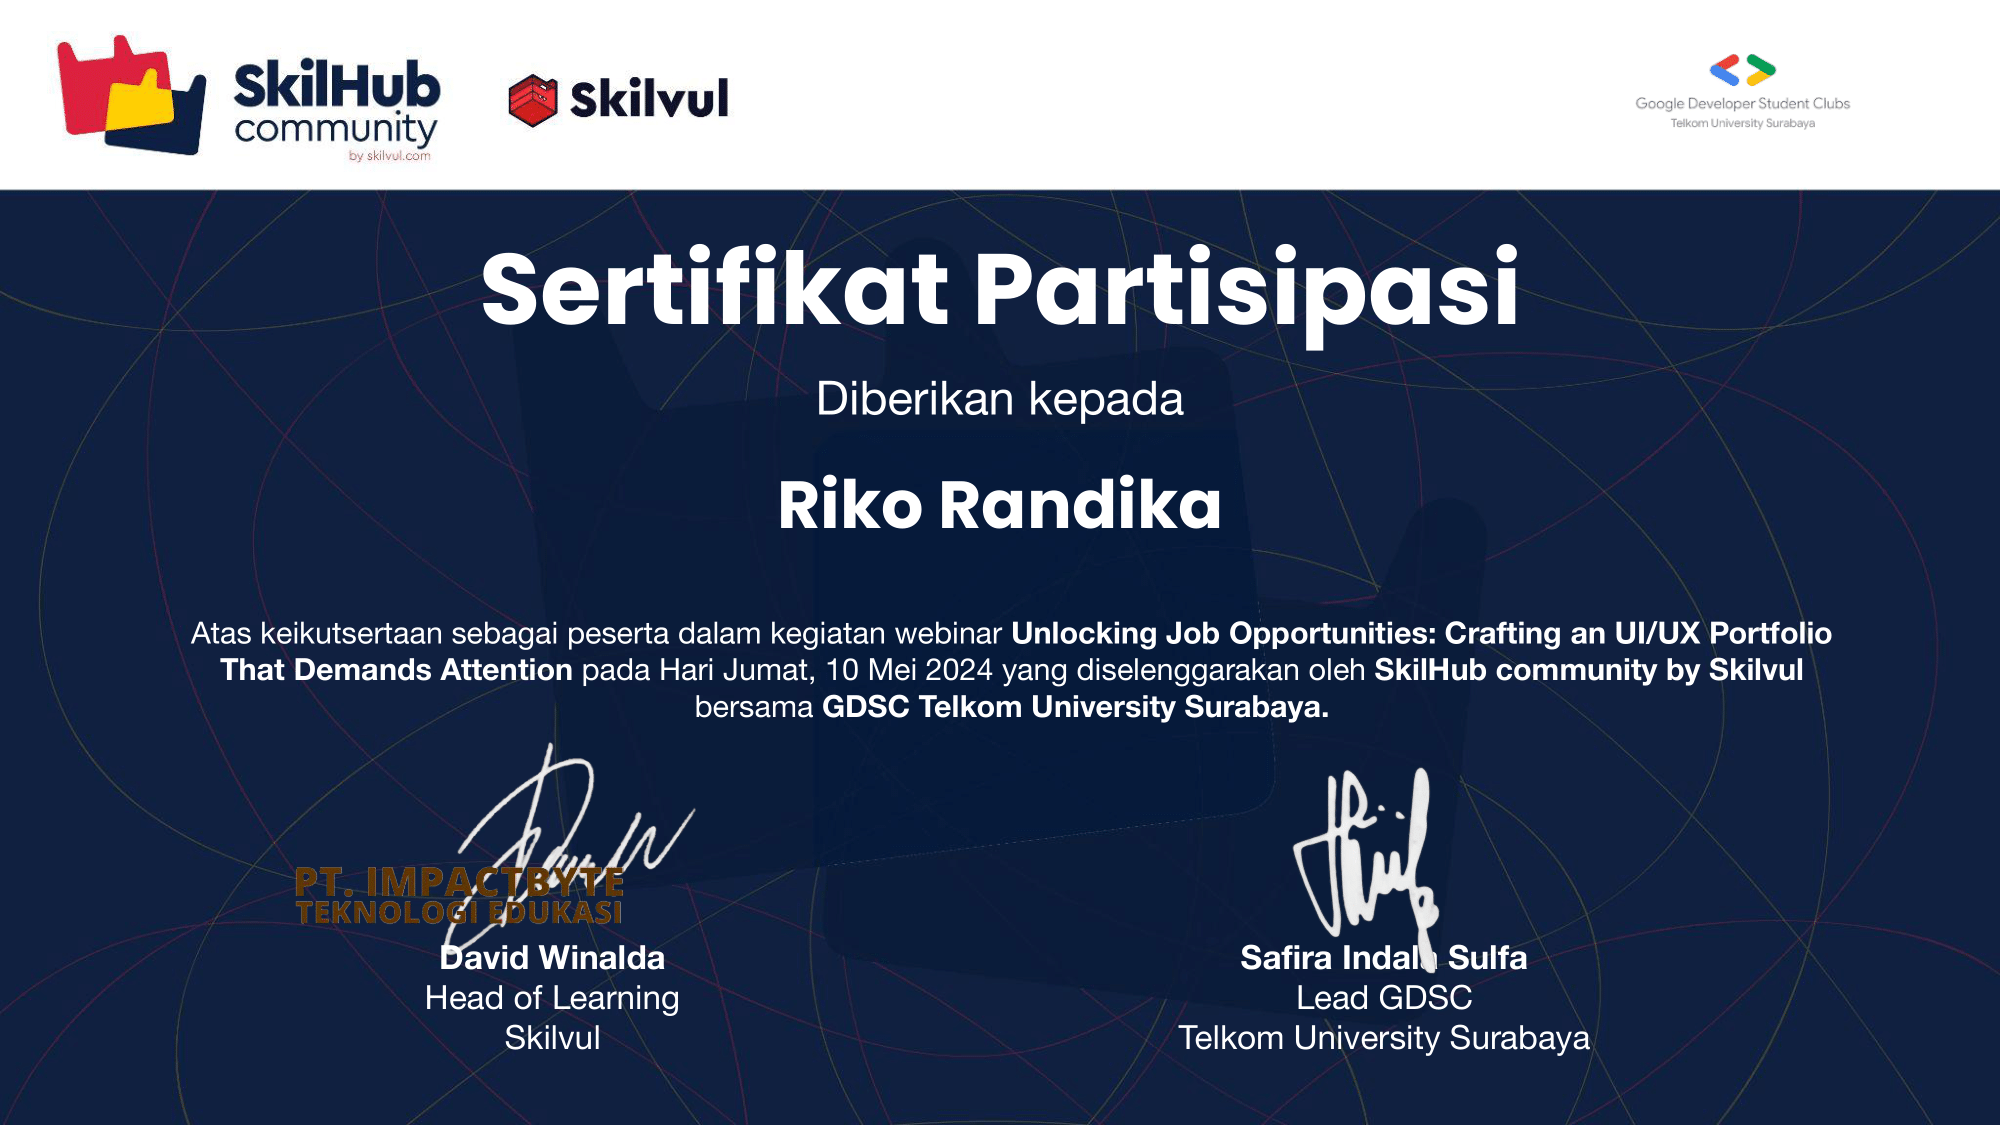 SkilHub
community
by skilvul.com
Skilvul
Google Developer Student Clubs
Telkom University Surabaya
Sertifikat Partisipasi
Diberikan kepada
Riko Randika
Atas keikutsertaan sebagai peserta dalam kegiatan webinar Unlocking Job Opportunities: Crafting an UI/UX Portfolio
That Demands Attention pada Hari Jumat, 10 Mei 2024 yang diselenggarakan oleh SkilHub community by Skilvul
bersama GDSC Telkom University Surabaya.
PT. IMPACTBYTE
TEKNOLOGI EDUKASI
David Winalda
Head of Learning
Skilvul
Safira Indala Sulfa
Lead GDSC
Telkom University Surabaya